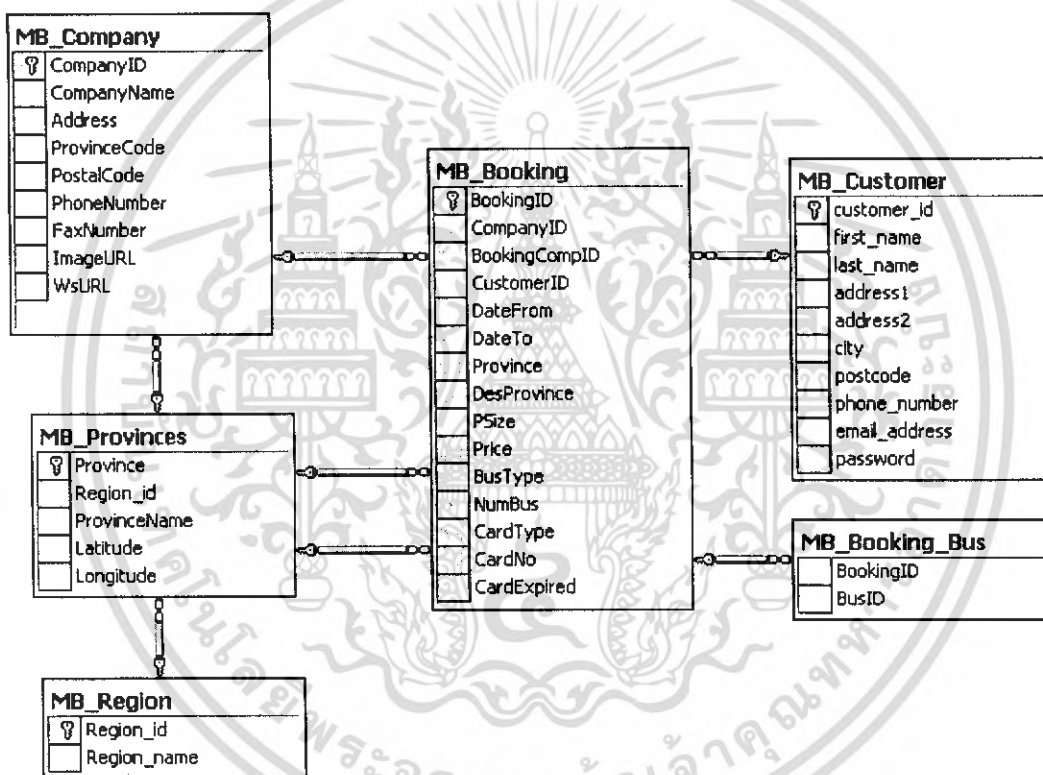 MB_Company
CompanyID
CompanyName
Address
ProvinceCode
PostalCode
PhoneNumber
FaxNumber
ImageURL
WsURL
MB_Booking
BookingID
CompanyID
BookingCompID
CustomerID
DateFrom
DateTo
Province
DesProvince
PSize
Price
BusType
NumBus
CardType
CardNo
CardExpired
MB_Customer
customer_id
first_name
last_name
address1
address2
city
postcode
phone_number
email_address
password
MB_Provinces
Province
Region_id
ProvinceName
Latitude
Longitude
MB_Booking_Bus
BookingID
BusID
MB_Region
Region_id
Region_name